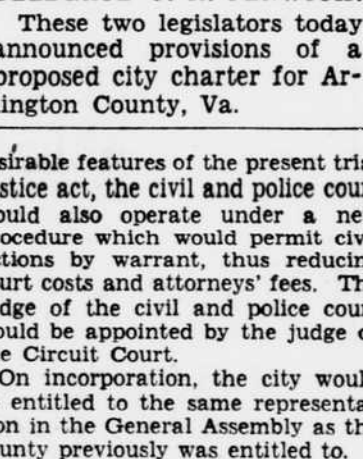 These two legislators today
announced provisions of a
proposed city charter for Ar-
lington County, Va.
sirable features of the present tria
stice act, the civil and police cour
ould also operate under a ne
rocedure which would permit civ
ctions by warrant, thus reducin
urt costs and attorneys' fees. Th
dge of the civil and police cour
ould be appointed by the judge o
e Circuit Court.
On incorporation, the city woul
entitled to the same representa
on in the General Assembly as th
unty previously was entitled to.